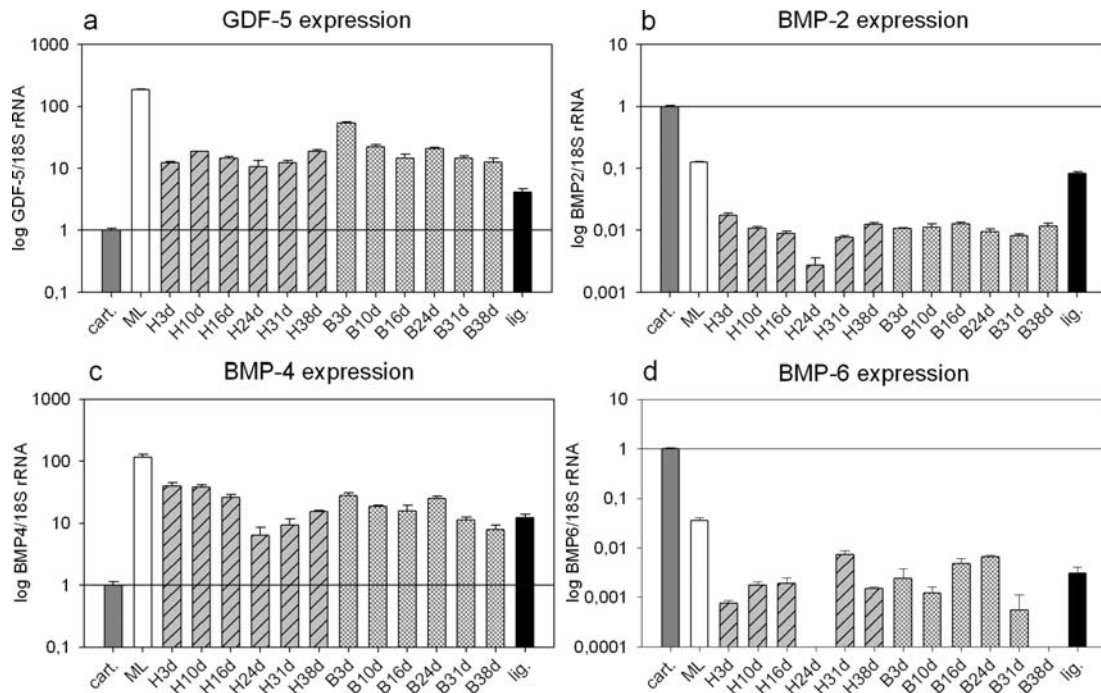 a GDF-5 expression
log GDF-5/18S rRNA
1000
100
10
1
0,1
cart. ML H3d H10d H16d H24d H31d H38d B3d B10d B16d B24d B31d B38d lig.
b BMP-2 expression
log BMP2/18S rRNA
10
1
0,1
0,01
0,001
cart. ML H3d H10d H16d H24d H31d H38d B3d B10d B16d B24d B31d B38d lig.
c BMP-4 expression
log BMP4/18S rRNA
1000
100
10
1
0,1
cart. ML H3d H10d H16d H24d H31d H38d B3d B10d B16d B24d B31d B38d lig.
d BMP-6 expression
log BMP6/18S rRNA
10
1
0,1
0,01
0,001
0,0001
cart. ML H3d H10d H16d H24d H31d H38d B3d B10d B16d B24d B31d B38d lig.